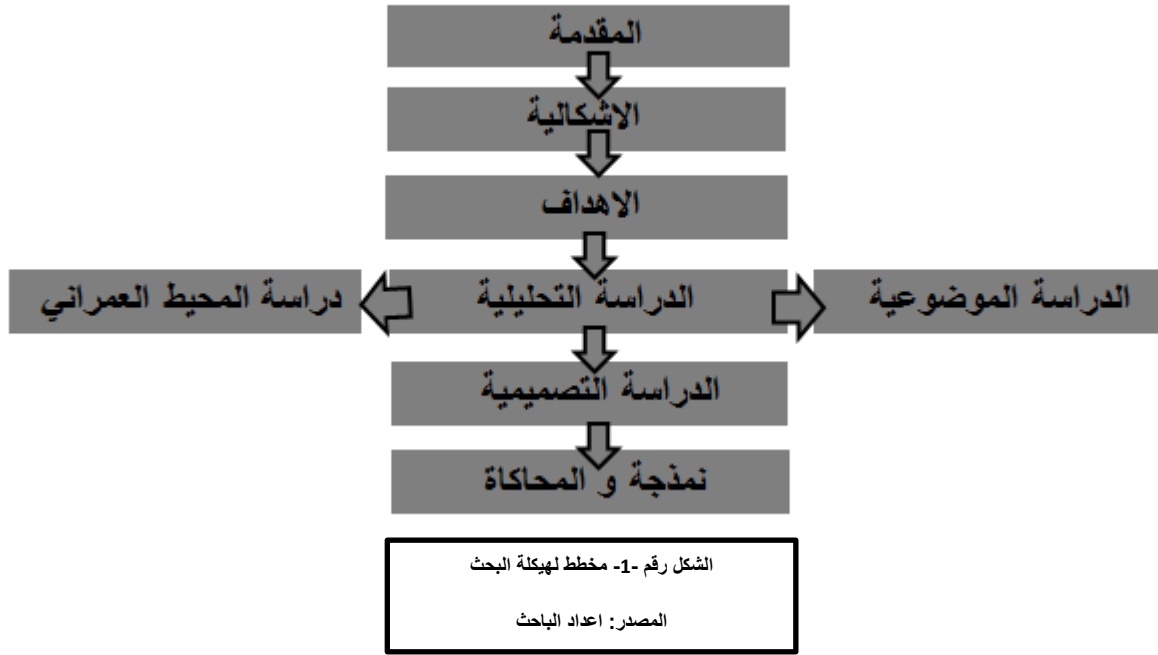 المقدمة
الاشكالية
الاهداف
الدراسة الموضوعية
الدراسة التحليلية
دراسة المحيط العمراني
الدراسة التصميمية
نمذجة و المحاكاة
الشكل رقم -1- مخطط لهيكلة البحث
المصدر: اعداد الباحث